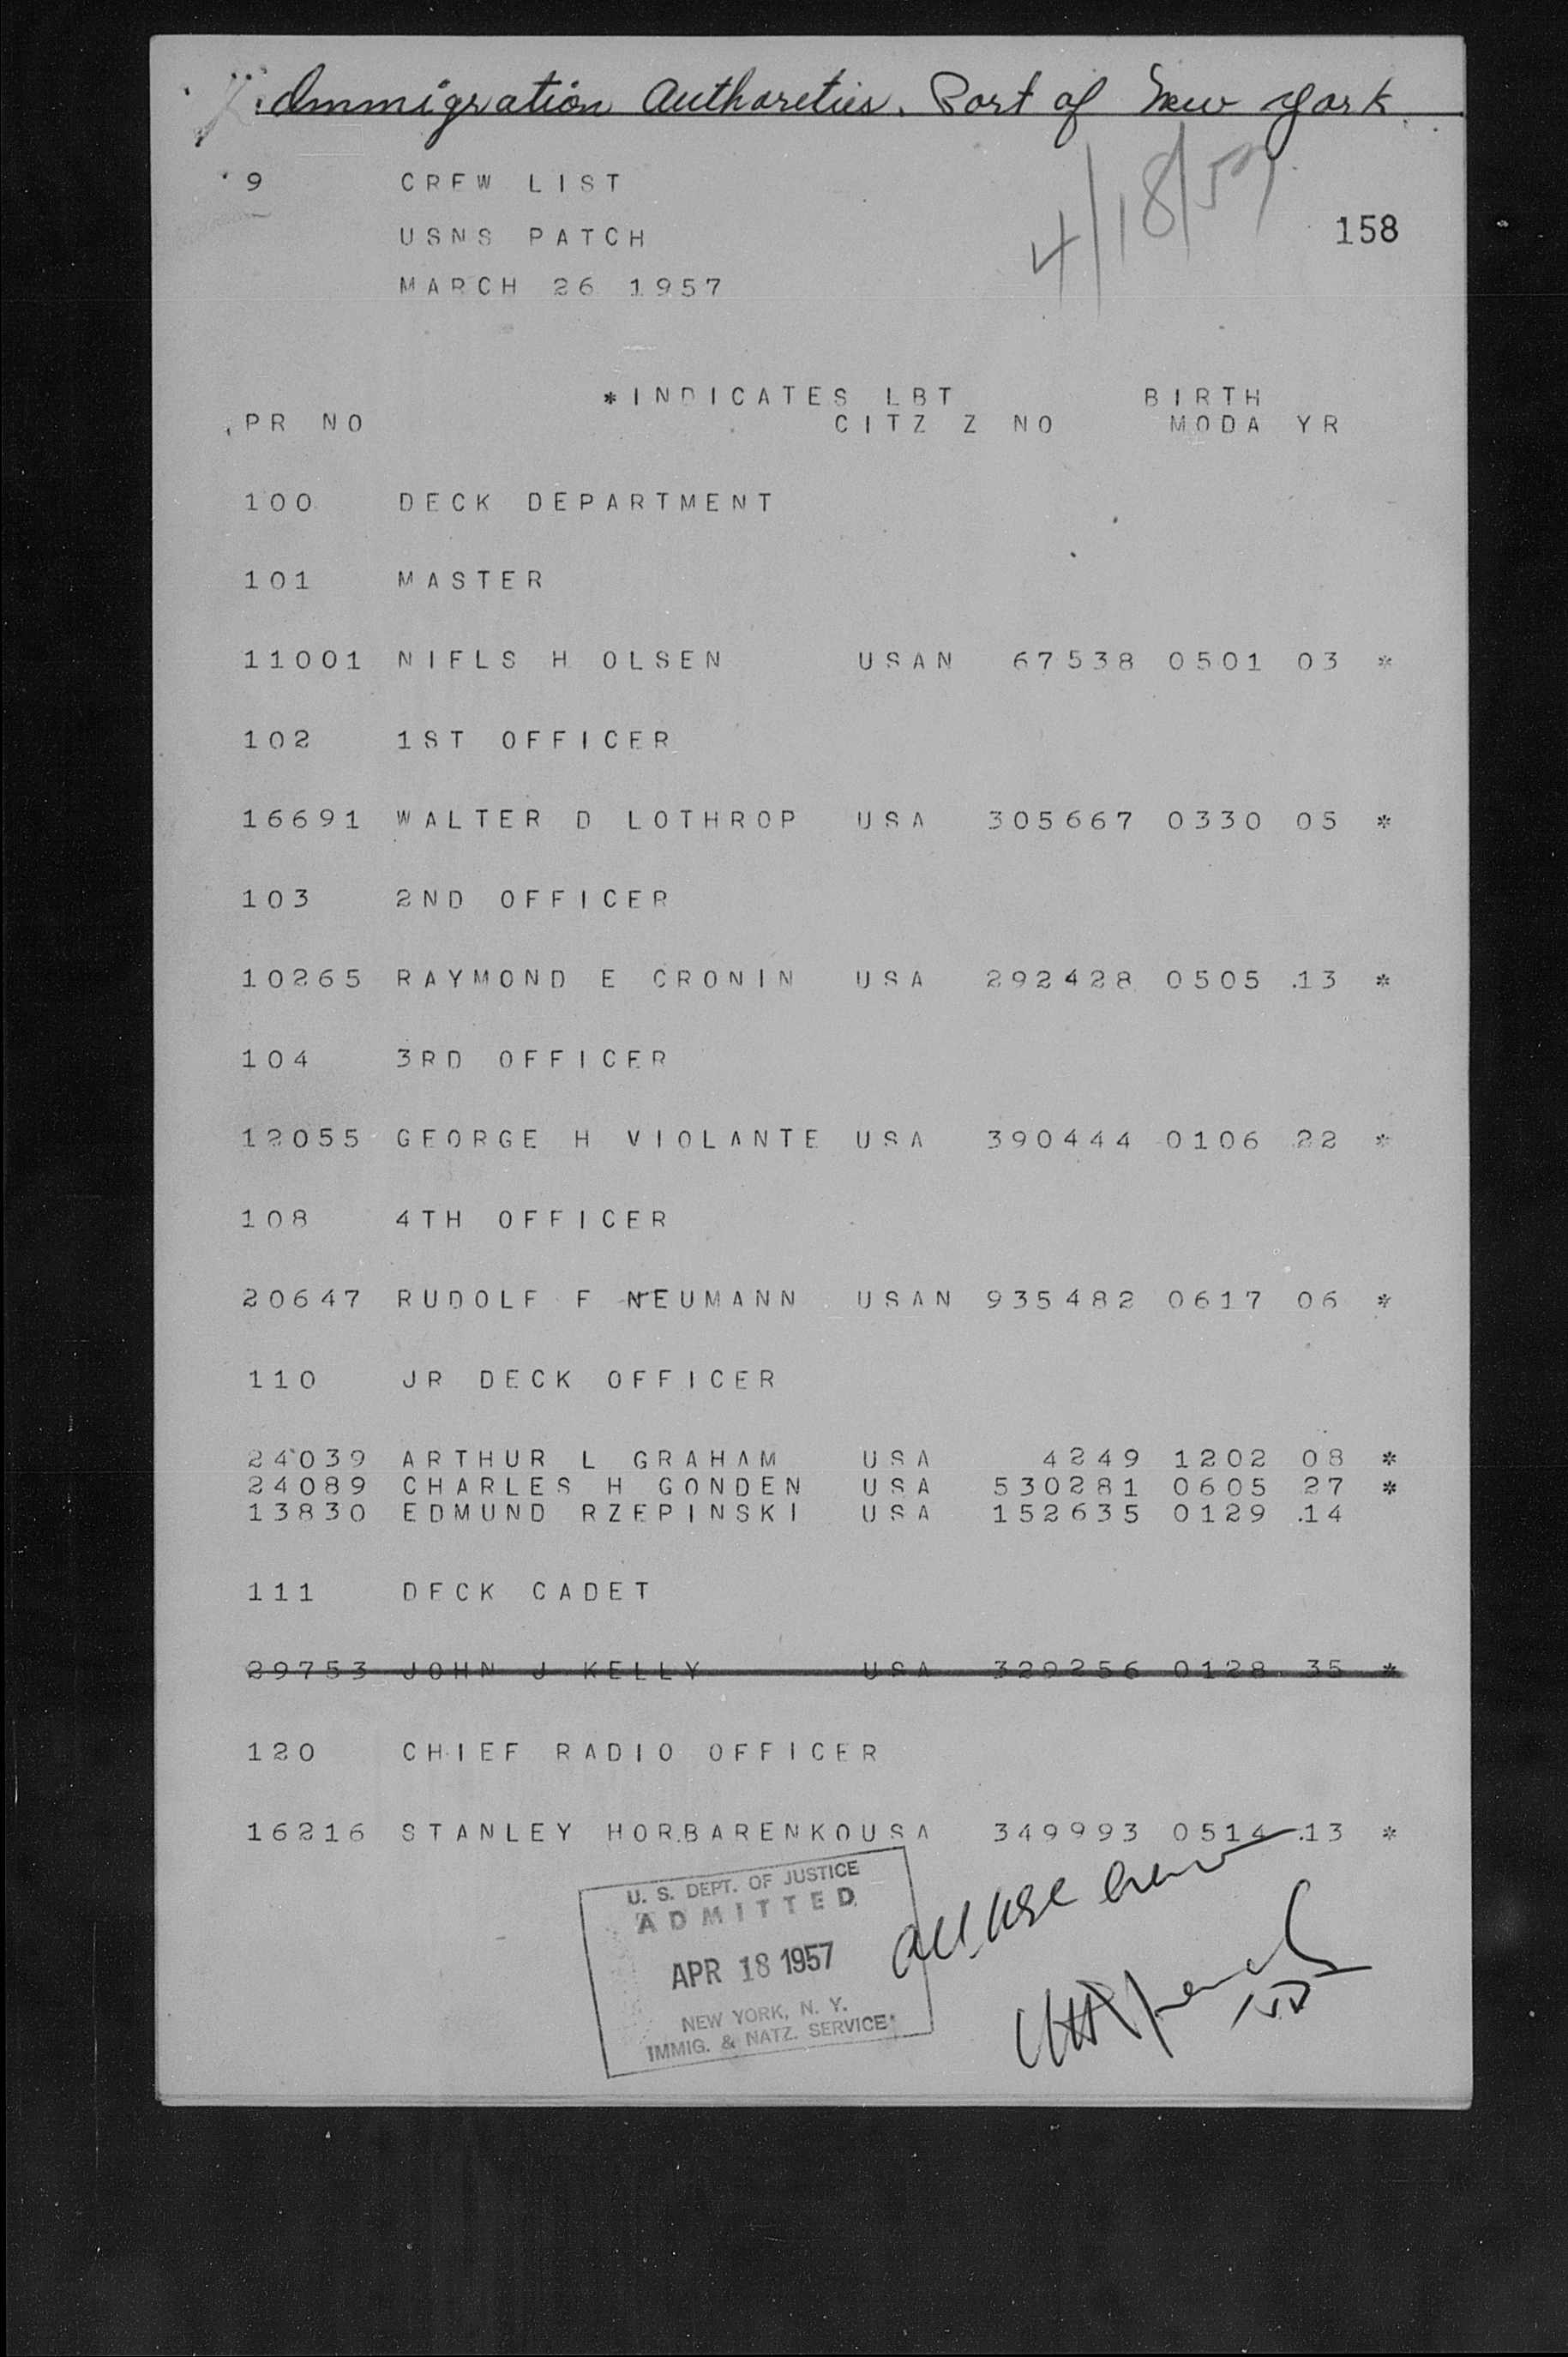 Immigration Authoreties. Port of New York
9 CREW LIST
4/18/57
USNS PATCH
158
MARCH 26 1957
*INDICATES LBT BIRTH
PR NO CITZ Z NO MODA YR
100 DECK DEPARTMENT
101 MASTER
11001 NIELS H OLSEN USAN 67538 0501 03 *
102 1ST OFFICER
16691 WALTER D LOTHROP USA 305667 0330 05 *
103 2ND OFFICER
10265 RAYMOND E CRONIN USA 292428 0505 13 *
104 3RD OFFICER
12055 GEORGE H VIOLANTE USA 390444 0106 22 *
108 4TH OFFICER
20647 RUDOLF F NEUMANN USAN 935482 0617 06 *
110 JR DECK OFFICER
24039 ARTHUR L GRAHAM USA 4249 1202 08 *
24089 CHARLES H GONDEN USA 530281 0605 27 *
13830 EDMUND RZEPINSKI USA 152635 0129 14
111 DECK CADET
29753 JOHN J KELLY USA 329256 0128 35 *
120 CHIEF RADIO OFFICER
16216 STANLEY HORBARENKOUSA 349993 0514 13 *
U. S. DEPT. OF JUSTICE
ADMITTED
APR 18 1957
NEW YORK, N. Y.
IMMIG. & NATZ. SERVICE
all use crew